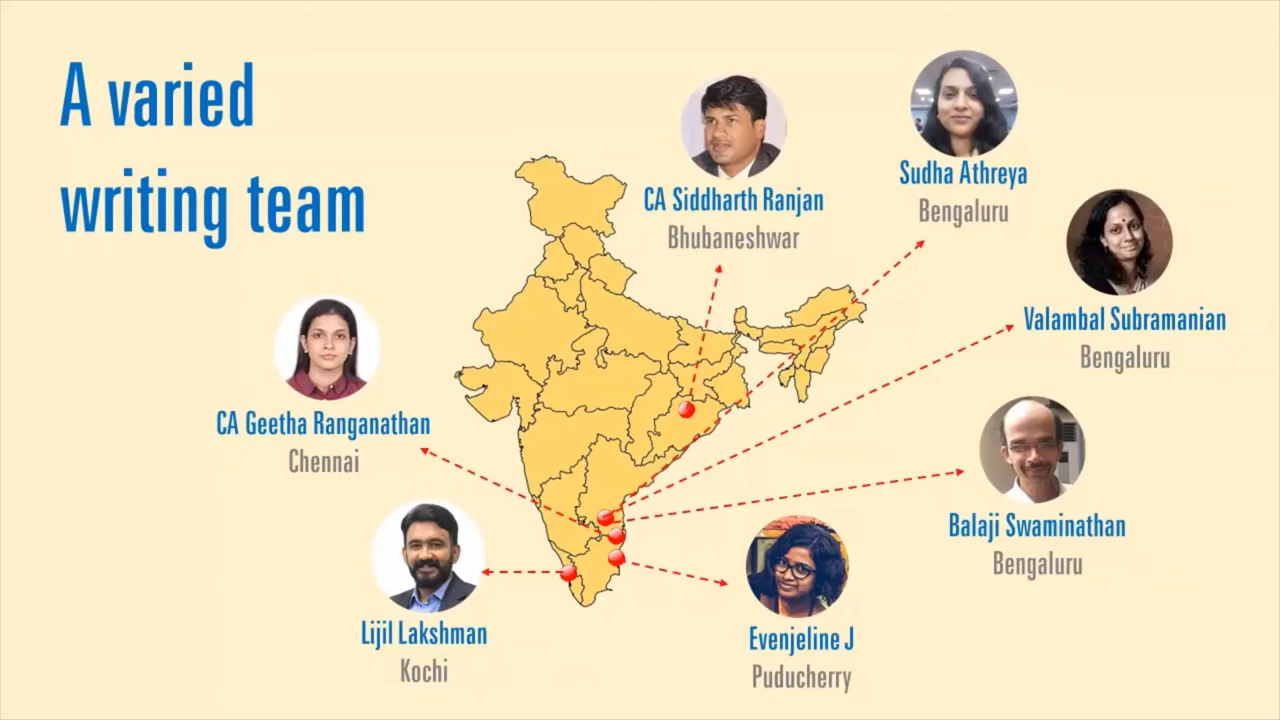 A varied
writing team
CA Siddharth Ranjan
Bhubaneshwar
Sudha Athreya
Bengaluru
Valambal Subramanian
Bengaluru
CA Geetha Ranganathan
Chennai
Balaji Swaminathan
Bengaluru
Lijil Lakshman
Kochi
Evenjeline J
Puducherry